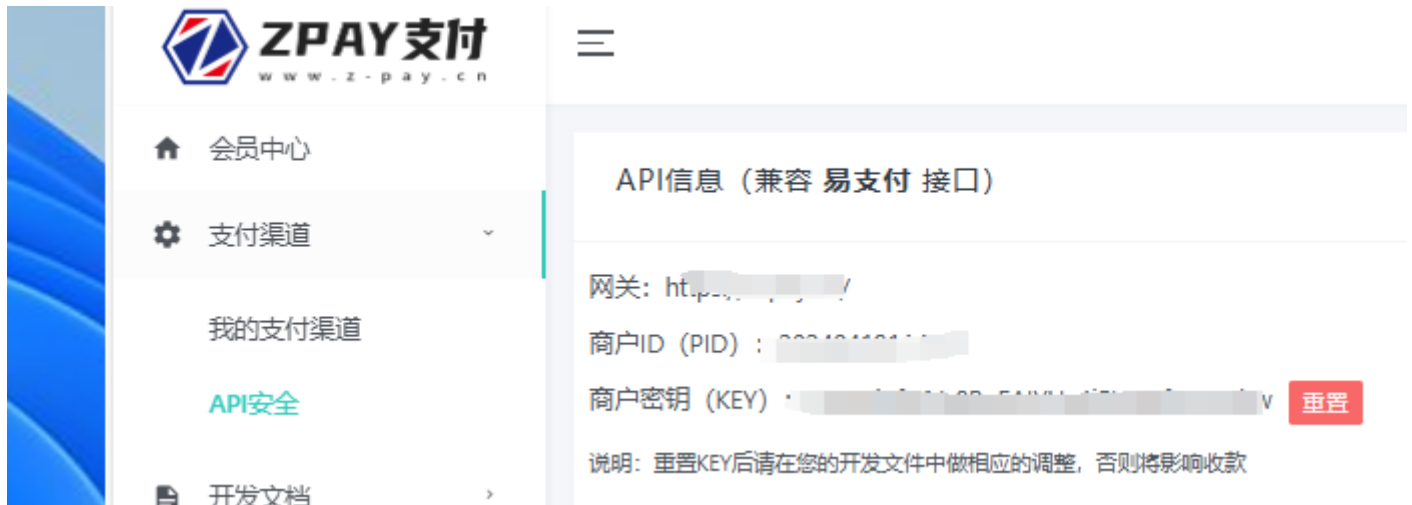 ZPAY支付
www.z-pay.cn
会员中心
支付渠道
我的支付渠道
API安全
开发文档
API信息（兼容 易支付 接口）
网关：
商户ID（PID）：
商户密钥（KEY）：
重置
说明：重置KEY后请在您的开发文件中做相应的调整，否则将影响收款